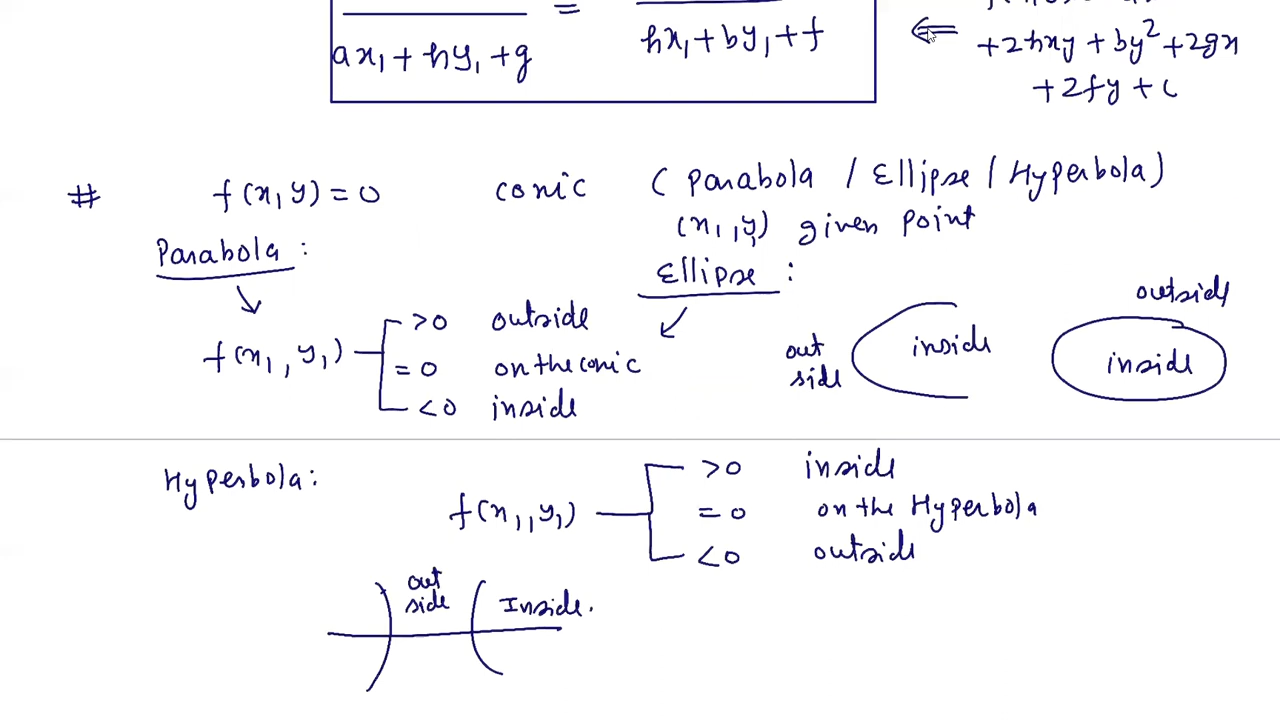 =
ax₁ + hy₁ + g
hx₁ + by₁ + f
⇐
+2hxy + by² + 2gx
+ 2fy + c
# f(x,y) = 0 conic (Parabola / Ellipse / Hyperbola)
(x₁,y₁) given point
Parabola :
Ellipse :
f(x₁, y₁)
>0 outside
= 0 on the conic
<0 inside
out
side
inside
outside
inside
Hyperbola:
f(x₁,y₁)
>0 inside
= 0 on the Hyperbola
<0 outside
out
side
Inside.